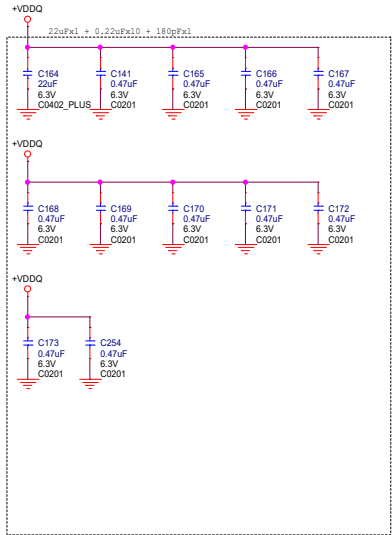 +VDDQ
22uFx1 + 0.22uFx10 + 180pFx1
C164 C141 C165 C166 C167
22uF 0.47uF 0.47uF 0.47uF 0.47uF
6.3V 6.3V 6.3V 6.3V 6.3V
C0402_PLUS C0201 C0201 C0201 C0201
+VDDQ
C168 C169 C170 C171 C172
0.47uF 0.47uF 0.47uF 0.47uF 0.47uF
6.3V 6.3V 6.3V 6.3V 6.3V
C0201 C0201 C0201 C0201 C0201
+VDDQ
C173 C254
0.47uF 0.47uF
6.3V 6.3V
C0201 C0201